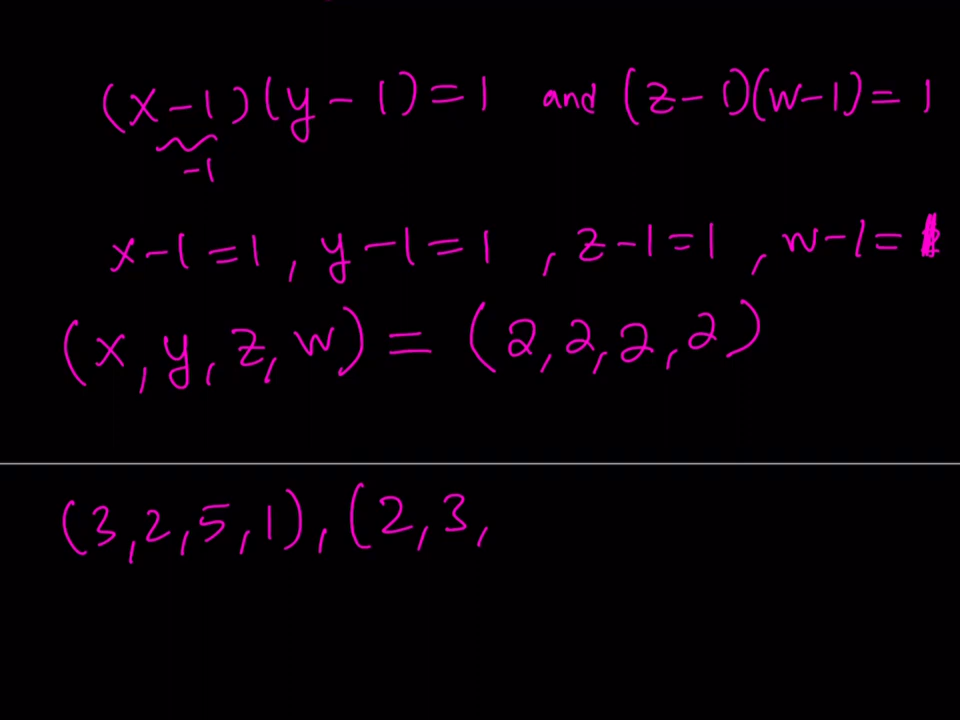 (x-1)(y-1)=1 and (z-1)(w-1)=1
-1
x-1=1, y-1=1, z-1=1, w-1=1
(x,y,z,w)=(2,2,2,2)
(3,2,5,1),(2,3,